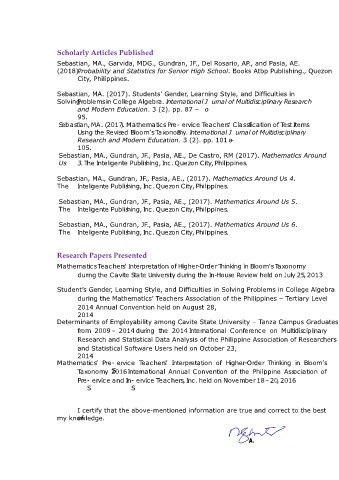 Scholarly Articles Published
Sebastian, MA., Garvida, MDG., Gundran, JF., Del Rosario, AP., and Pasia, AE.
(2018) Probability and Statistics for Senior High School. Books Atbp Publishing., Quezon
City, Philippines.
Sebastian, MA. (2017). Students' Gender, Learning Style, and Difficulties in
Solving Problems in College Algebra. International J urnal of Multidisciplinary Research
and Modern Education. 3 (2). pp. 87 – o
95.
Sebastian, MA. (2017). Mathematics Pre- ervice Teachers' Classification of Test Items
Using the Revised Bloom's Taxonomy. International J urnal of Multidisciplinary
Research and Modern Education. 3 (2). pp. 101 –
105.
Sebastian, MA., Gundran, JF., Pasia, AE., De Castro, RM (2017). Mathematics Around
Us 3. The Inteligente Publishing, Inc. Quezon City, Philippines.
Sebastian, MA., Gundran, JF., Pasia, AE., (2017). Mathematics Around Us 4.
The Inteligente Publishing, Inc. Quezon City, Philippines.
Sebastian, MA., Gundran, JF., Pasia, AE., (2017). Mathematics Around Us 5.
The Inteligente Publishing, Inc. Quezon City, Philippines.
Sebastian, MA., Gundran, JF., Pasia, AE., (2017). Mathematics Around Us 6.
The Inteligente Publishing, Inc. Quezon City, Philippines.
Research Papers Presented
Mathematics Teachers' Interpretation of Higher-Order Thinking in Bloom's Taxonomy
during the Cavite State University during the In-House Review held on July 25, 2013
Student's Gender, Learning Style, and Difficulties in Solving Problems in College Algebra
during the Mathematics Teachers Association of the Philippines – Tertiary Level
2014 Annual Convention held on August 28,
2014
Determinants of Employability among Cavite State University – Tanza Campus Graduates
from 2009 – 2014 during the 2014 International Conference on Multidisciplinary
Research and Statistical Data Analysis of the Philippine Association of Researchers
and Statistical Software Users held on October 23,
2014
Mathematics' Pre- ervice Teachers' Interpretation of Higher-Order Thinking in Bloom's
Taxonomy 2016 International Annual Convention of the Philippine Association of
Pre- ervice and In- ervice Teachers, Inc. held on November 18 – 20, 2016
S S
I certify that the above-mentioned information are true and correct to the best
my knowledge.
A.